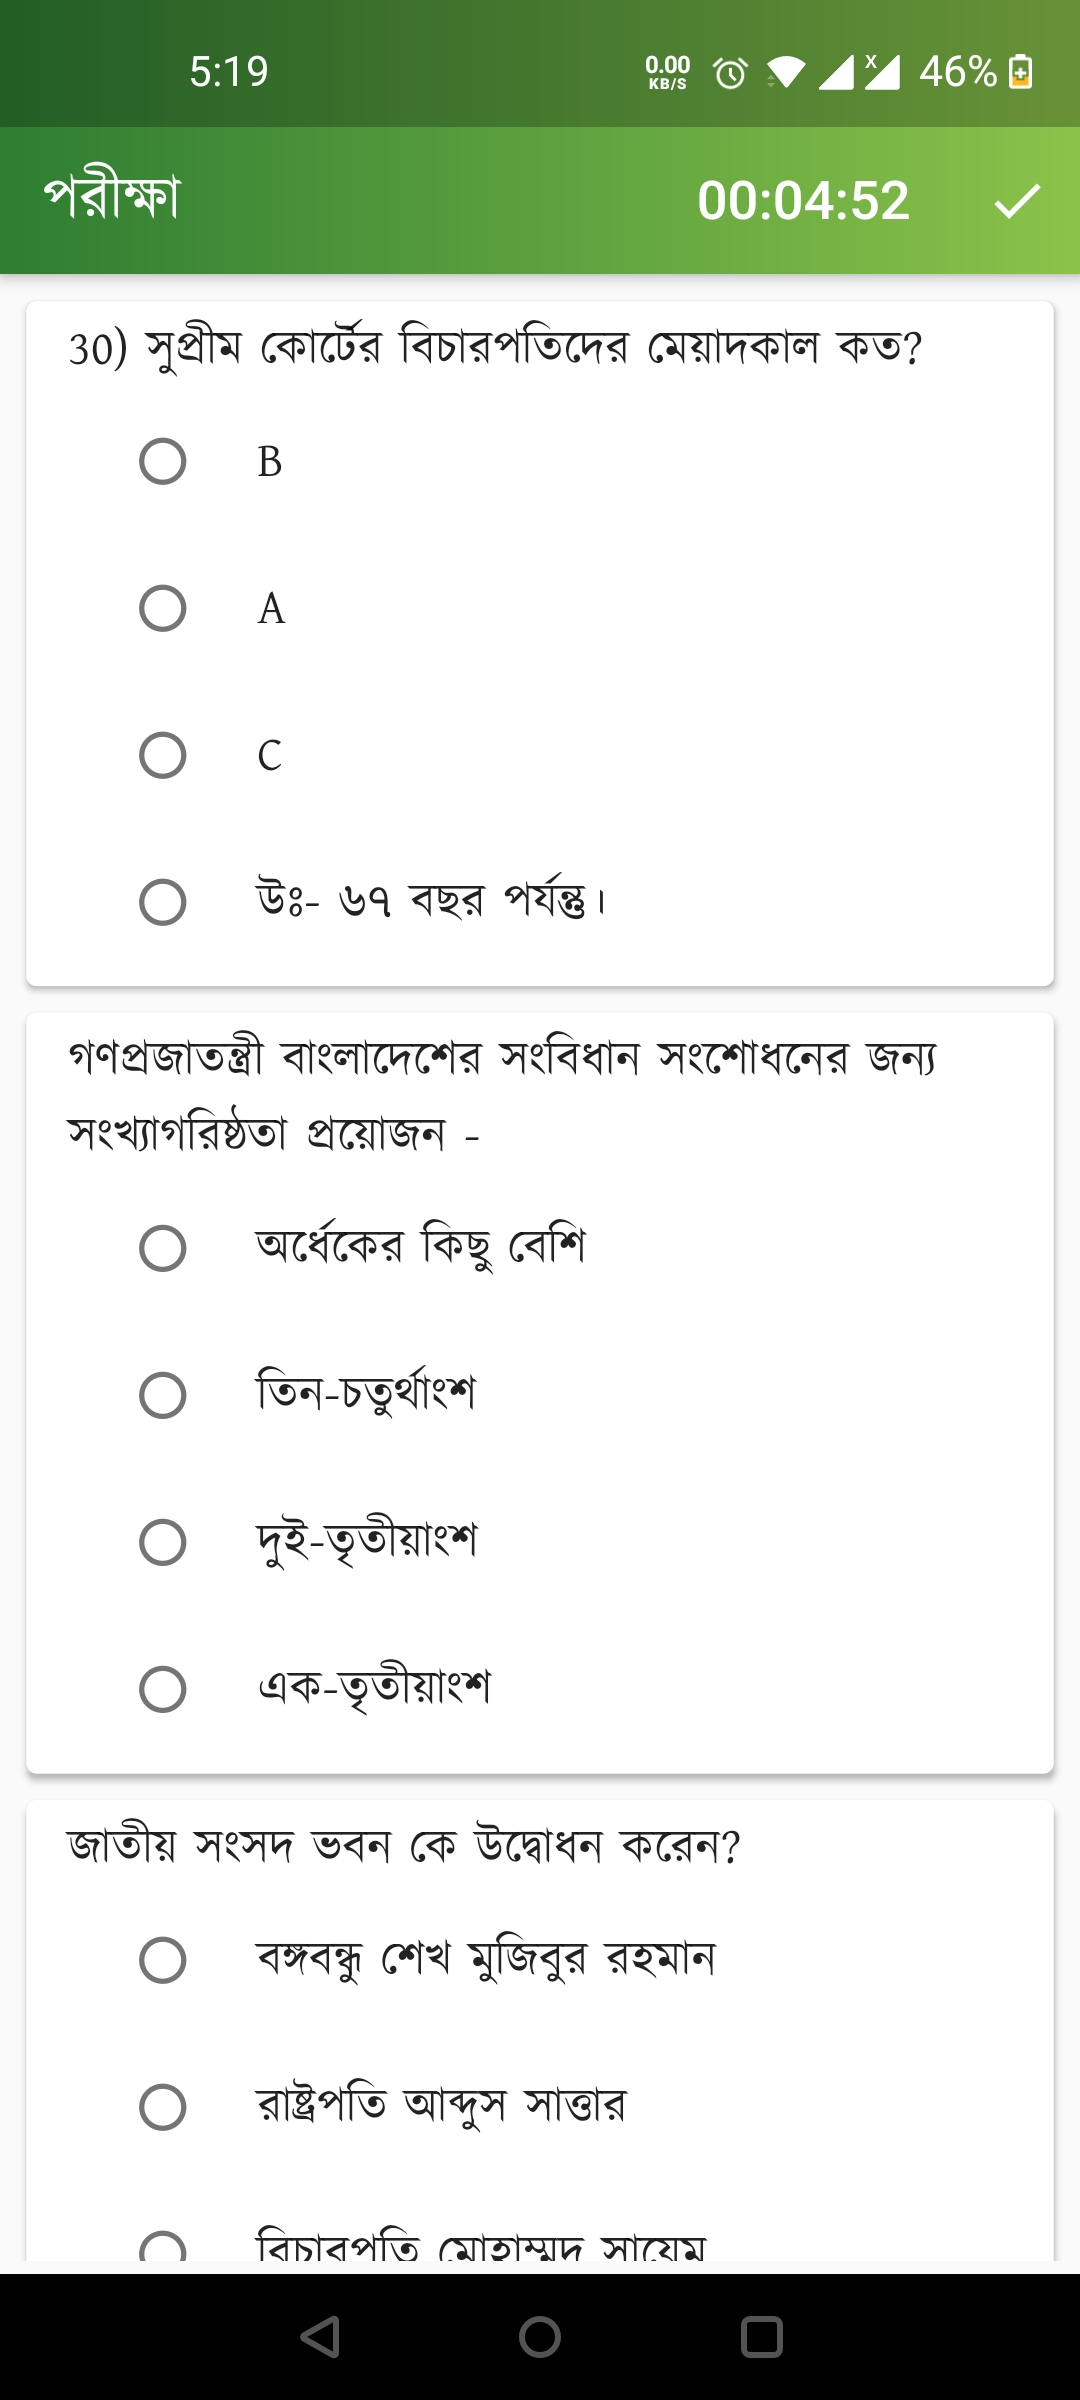 5:19
0.00
KB/S
x
46%
পরীক্ষা
00:04:52
30) সুপ্রীম কোর্টের বিচারপতিদের মেয়াদকাল কত?
B
A
C
উঃ- ৬৭ বছর পর্যন্তু।
গণপ্রজাতন্ত্রী বাংলাদেশের সংবিধান সংশোধনের জন্য
সংখ্যাগরিষ্ঠতা প্রয়োজন -
অর্ধেকের কিছু বেশি
তিন-চতুর্থাংশ
দুই-তৃতীয়াংশ
এক-তৃতীয়াংশ
জাতীয় সংসদ ভবন কে উদ্বোধন করেন?
বঙ্গবন্ধু শেখ মুজিবুর রহমান
রাষ্ট্রপতি আব্দুস সাত্তার
বিচারপতি মোহাম্মদ সায়েম